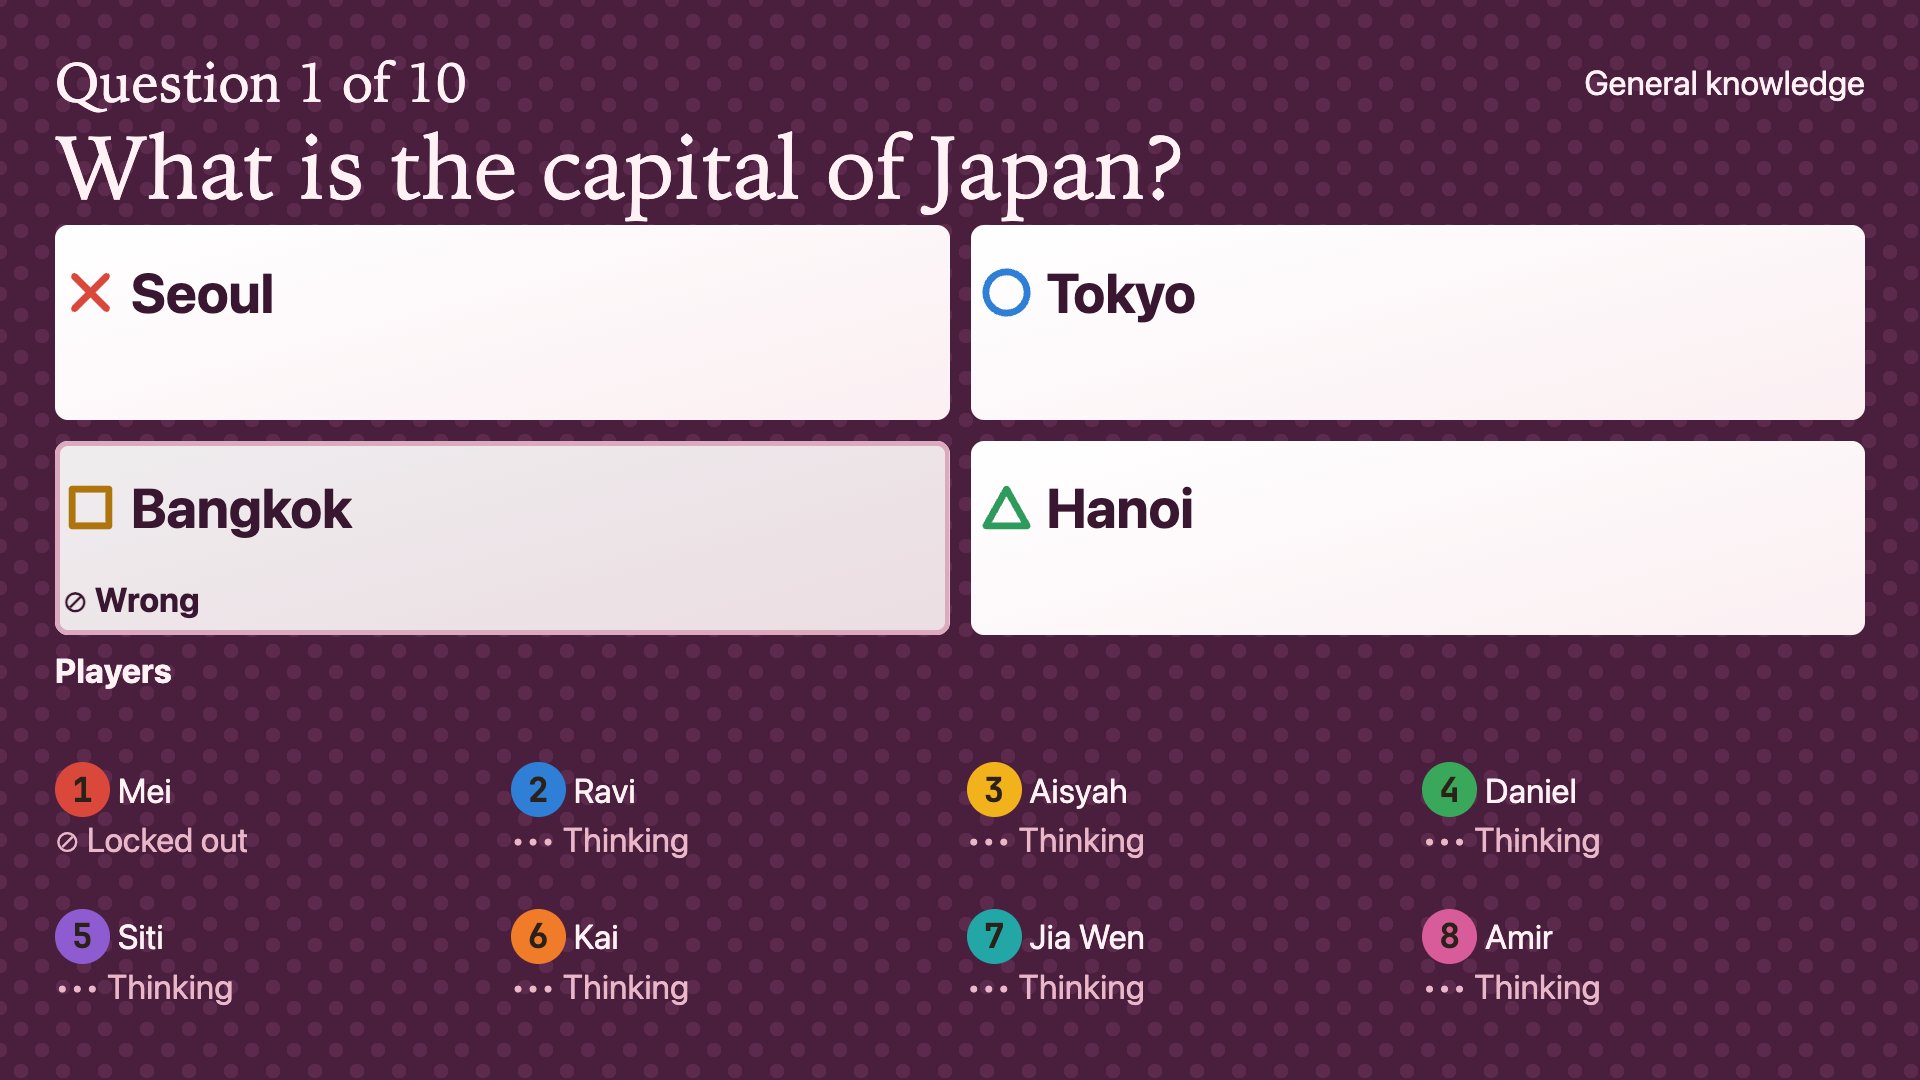 Question 1 of 10
General knowledge
What is the capital of Japan?
Seoul
Tokyo
Bangkok
Wrong
Hanoi
Players
1 Mei
Locked out
2 Ravi
Thinking
3 Aisyah
Thinking
4 Daniel
Thinking
5 Siti
Thinking
6 Kai
Thinking
7 Jia Wen
Thinking
8 Amir
Thinking